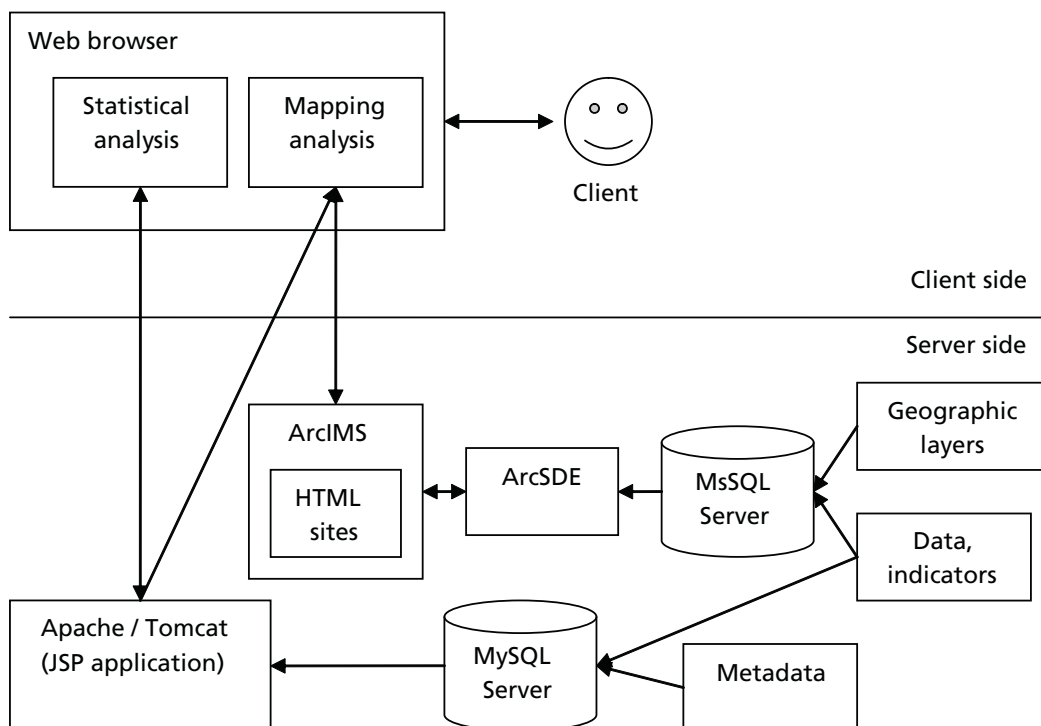 Web browser
Statistical
analysis
Mapping
analysis
Client
Client side
Server side
ArcIMS
HTML
sites
ArcSDE
MsSQL
Server
Geographic
layers
Data,
indicators
Apache / Tomcat
(JSP application)
MySQL
Server
Metadata